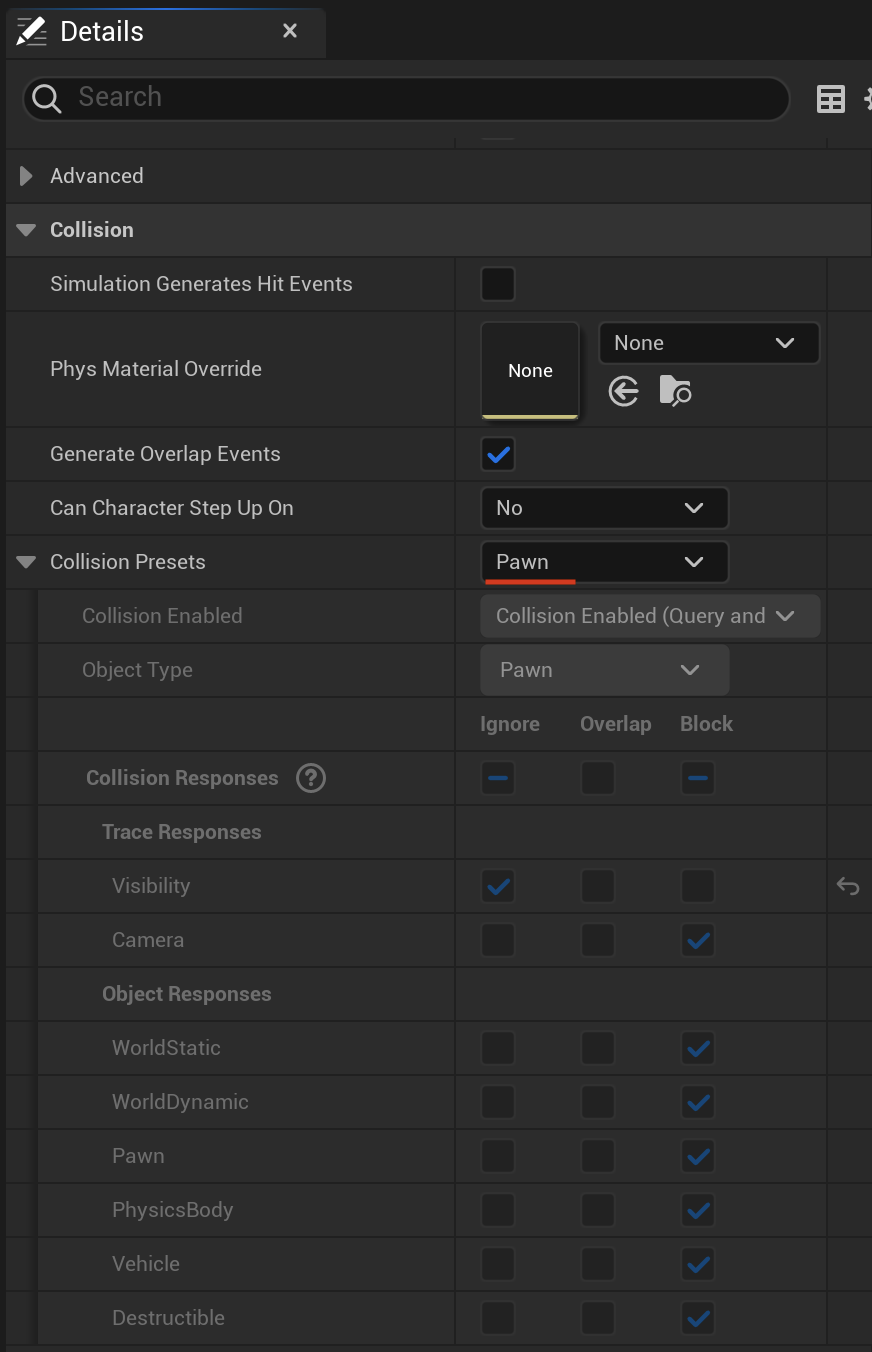 Details
Search
Advanced
Collision
Simulation Generates Hit Events
Phys Material Override
None
None
Generate Overlap Events
Can Character Step Up On
No
Collision Presets
Pawn
Collision Enabled
Collision Enabled (Query and
Object Type
Pawn
Ignore Overlap Block
Collision Responses ?
Trace Responses
Visibility
Camera
Object Responses
WorldStatic
WorldDynamic
Pawn
PhysicsBody
Vehicle
Destructible